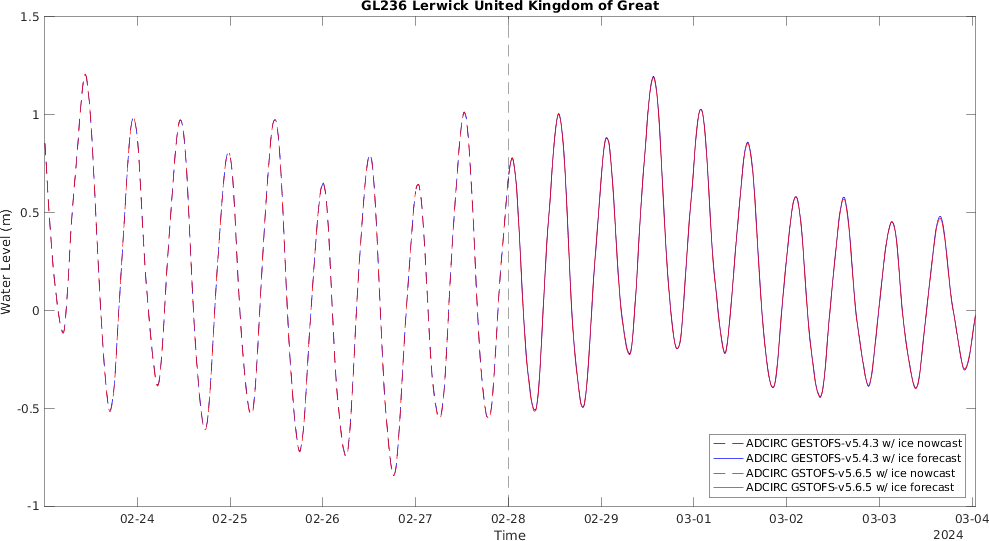 GL236 Lerwick United Kingdom of Great
1.5
1
0.5
0
-0.5
-1
Water Level (m)
02-24 02-25 02-26 02-27 02-28 02-29 03-01 03-02 03-03 03-04
Time
2024
ADCIRC GESTOFS-v5.4.3 w/ ice nowcast
ADCIRC GESTOFS-v5.4.3 w/ ice forecast
ADCIRC GSTOFS-v5.6.5 w/ ice nowcast
ADCIRC GSTOFS-v5.6.5 w/ ice forecast